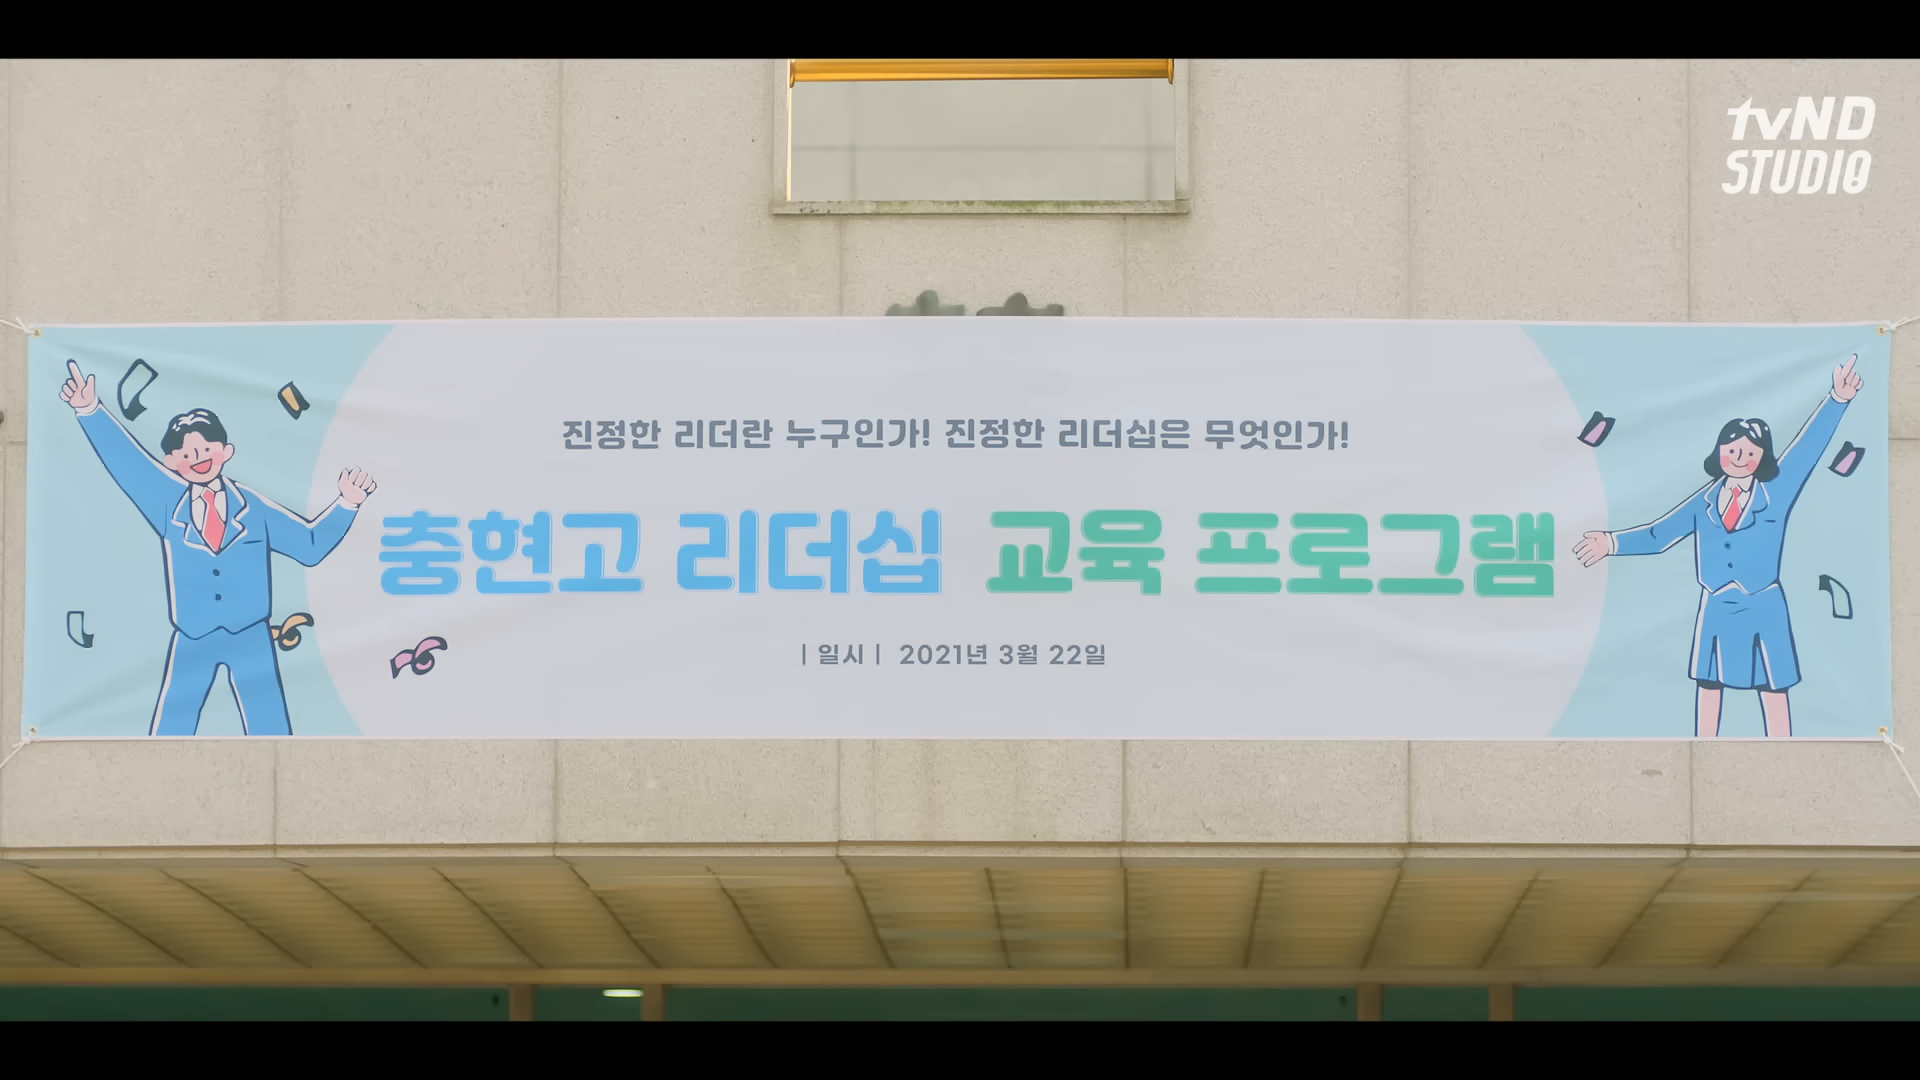 tvND
STUDIO
진정한 리더란 누구인가! 진정한 리더십은 무엇인가!
충현고 리더십 교육 프로그램
| 일시 | 2021년 3월 22일